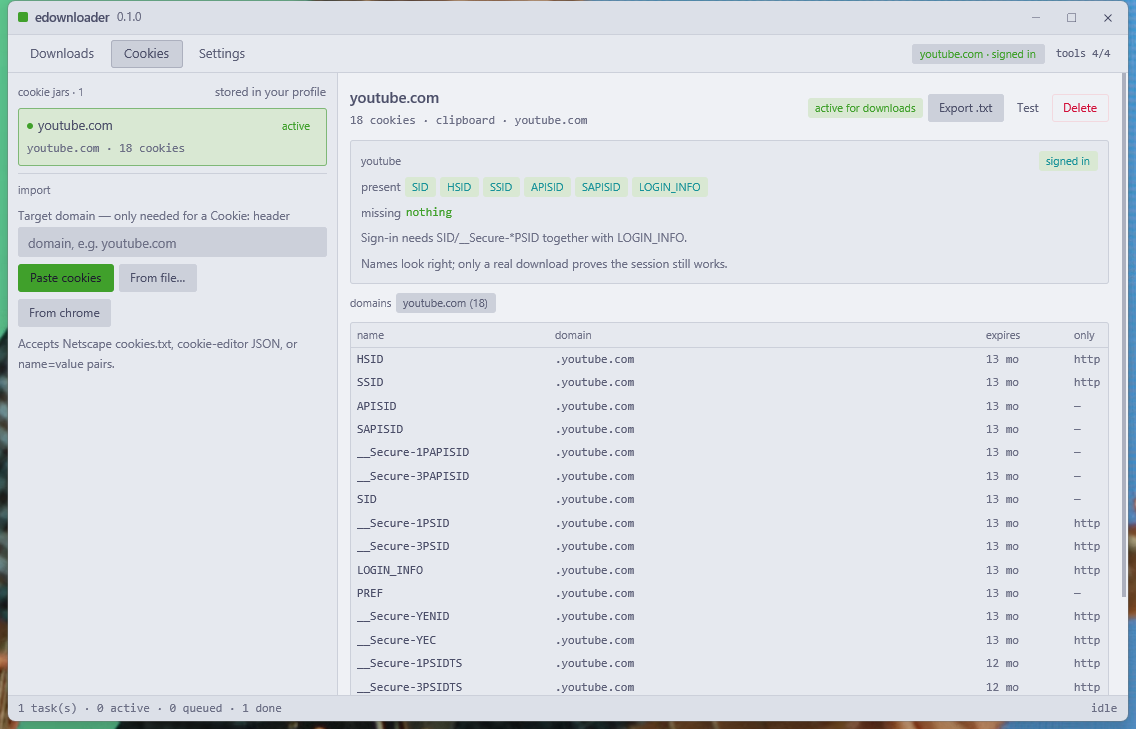 edownloader 0.1.0
Downloads Cookies Settings youtube.com · signed in tools 4/4
cookie jars · 1 stored in your profile
youtube.com active
youtube.com · 18 cookies
import
Target domain — only needed for a Cookie: header
domain, e.g. youtube.com
Paste cookies From file...
From chrome
Accepts Netscape cookies.txt, cookie-editor JSON, or
name=value pairs.
youtube.com
18 cookies · clipboard · youtube.com
active for downloads Export .txt Test Delete
youtube signed in
present SID HSID SSID APISID SAPISID LOGIN_INFO
missing nothing
Sign-in needs SID/__Secure-*PSID together with LOGIN_INFO.
Names look right; only a real download proves the session still works.
domains youtube.com (18)
name domain expires only
HSID .youtube.com 13 mo http
SSID .youtube.com 13 mo http
APISID .youtube.com 13 mo —
SAPISID .youtube.com 13 mo —
__Secure-1PAPISID .youtube.com 13 mo —
__Secure-3PAPISID .youtube.com 13 mo —
SID .youtube.com 13 mo —
__Secure-1PSID .youtube.com 13 mo http
__Secure-3PSID .youtube.com 13 mo http
LOGIN_INFO .youtube.com 13 mo http
PREF .youtube.com 13 mo —
__Secure-YENID .youtube.com 13 mo http
__Secure-YEC .youtube.com 13 mo http
__Secure-1PSIDTS .youtube.com 12 mo http
__Secure-3PSIDTS .youtube.com 12 mo http
1 task(s) · 0 active · 0 queued · 1 done idle